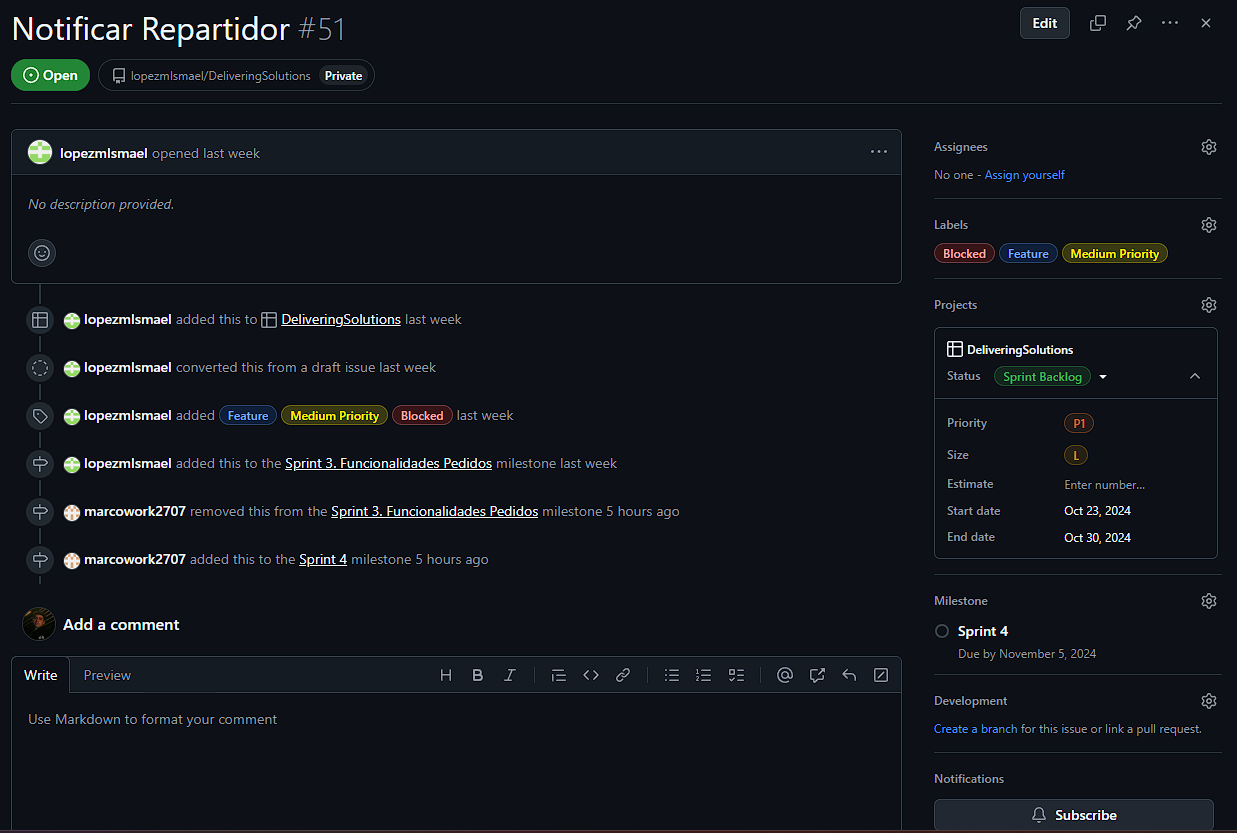 Notificar Repartidor #51
Edit
Open
lopezmIsmael/DeliveringSolutions Private
lopezmIsmael opened last week
No description provided.
lopezmIsmael added this to DeliveringSolutions last week
lopezmIsmael converted this from a draft issue last week
lopezmIsmael added Feature Medium Priority Blocked last week
lopezmIsmael added this to the Sprint 3. Funcionalidades Pedidos milestone last week
marcowork2707 removed this from the Sprint 3. Funcionalidades Pedidos milestone 5 hours ago
marcowork2707 added this to the Sprint 4 milestone 5 hours ago
Add a comment
Write Preview
Use Markdown to format your comment
Assignees
No one - Assign yourself
Labels
Blocked Feature Medium Priority
Projects
DeliveringSolutions
Status Sprint Backlog
Priority P1
Size L
Estimate Enter number...
Start date Oct 23, 2024
End date Oct 30, 2024
Milestone
Sprint 4
Due by November 5, 2024
Development
Create a branch for this issue or link a pull request.
Notifications
Subscribe